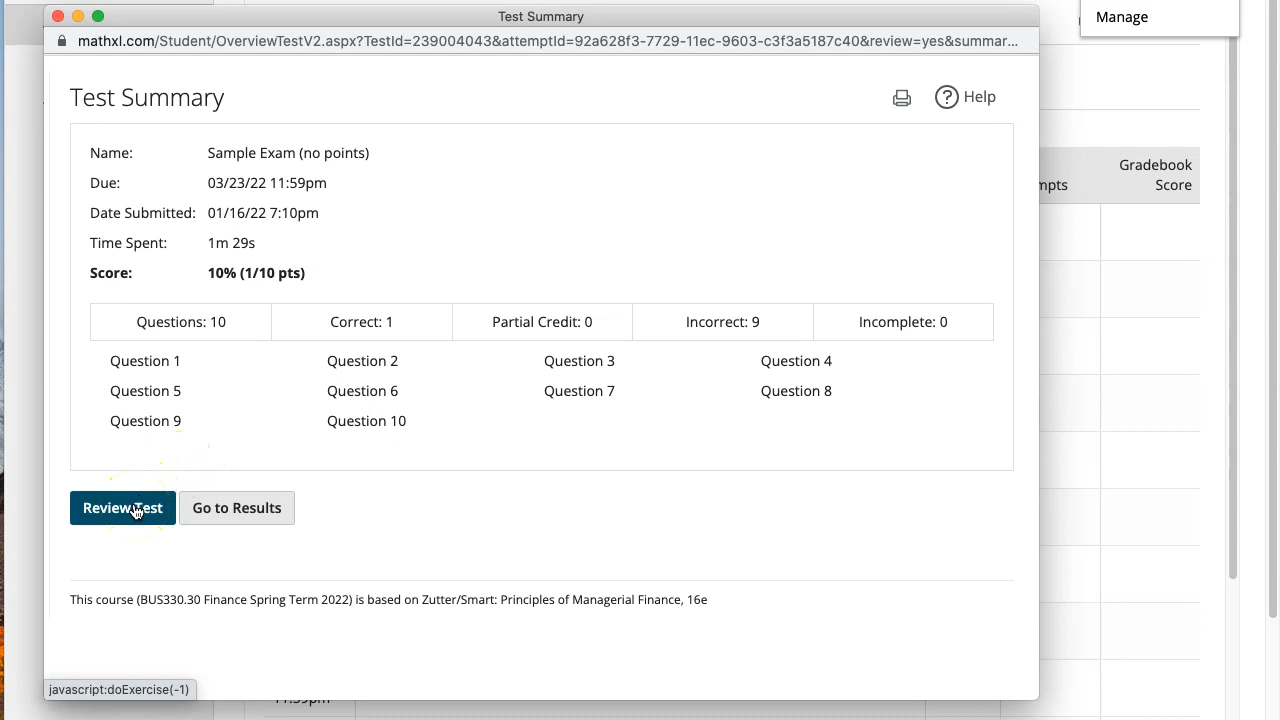 Test Summary
Manage
mathxl.com/Student/OverviewTestV2.aspx?TestId=239004043&attemptId=92a628f3-7729-11ec-9603-c3f3a5187c40&review=yes&summar...
Test Summary
Help
Name: Sample Exam (no points)
Due: 03/23/22 11:59pm
Date Submitted: 01/16/22 7:10pm
Time Spent: 1m 29s
Score: 10% (1/10 pts)
Gradebook
mpts Score
Questions: 10 Correct: 1 Partial Credit: 0 Incorrect: 9 Incomplete: 0
Question 1 Question 2 Question 3 Question 4
Question 5 Question 6 Question 7 Question 8
Question 9 Question 10
Review Test Go to Results
This course (BUS330.30 Finance Spring Term 2022) is based on Zutter/Smart: Principles of Managerial Finance, 16e
javascript:doExercise(-1)